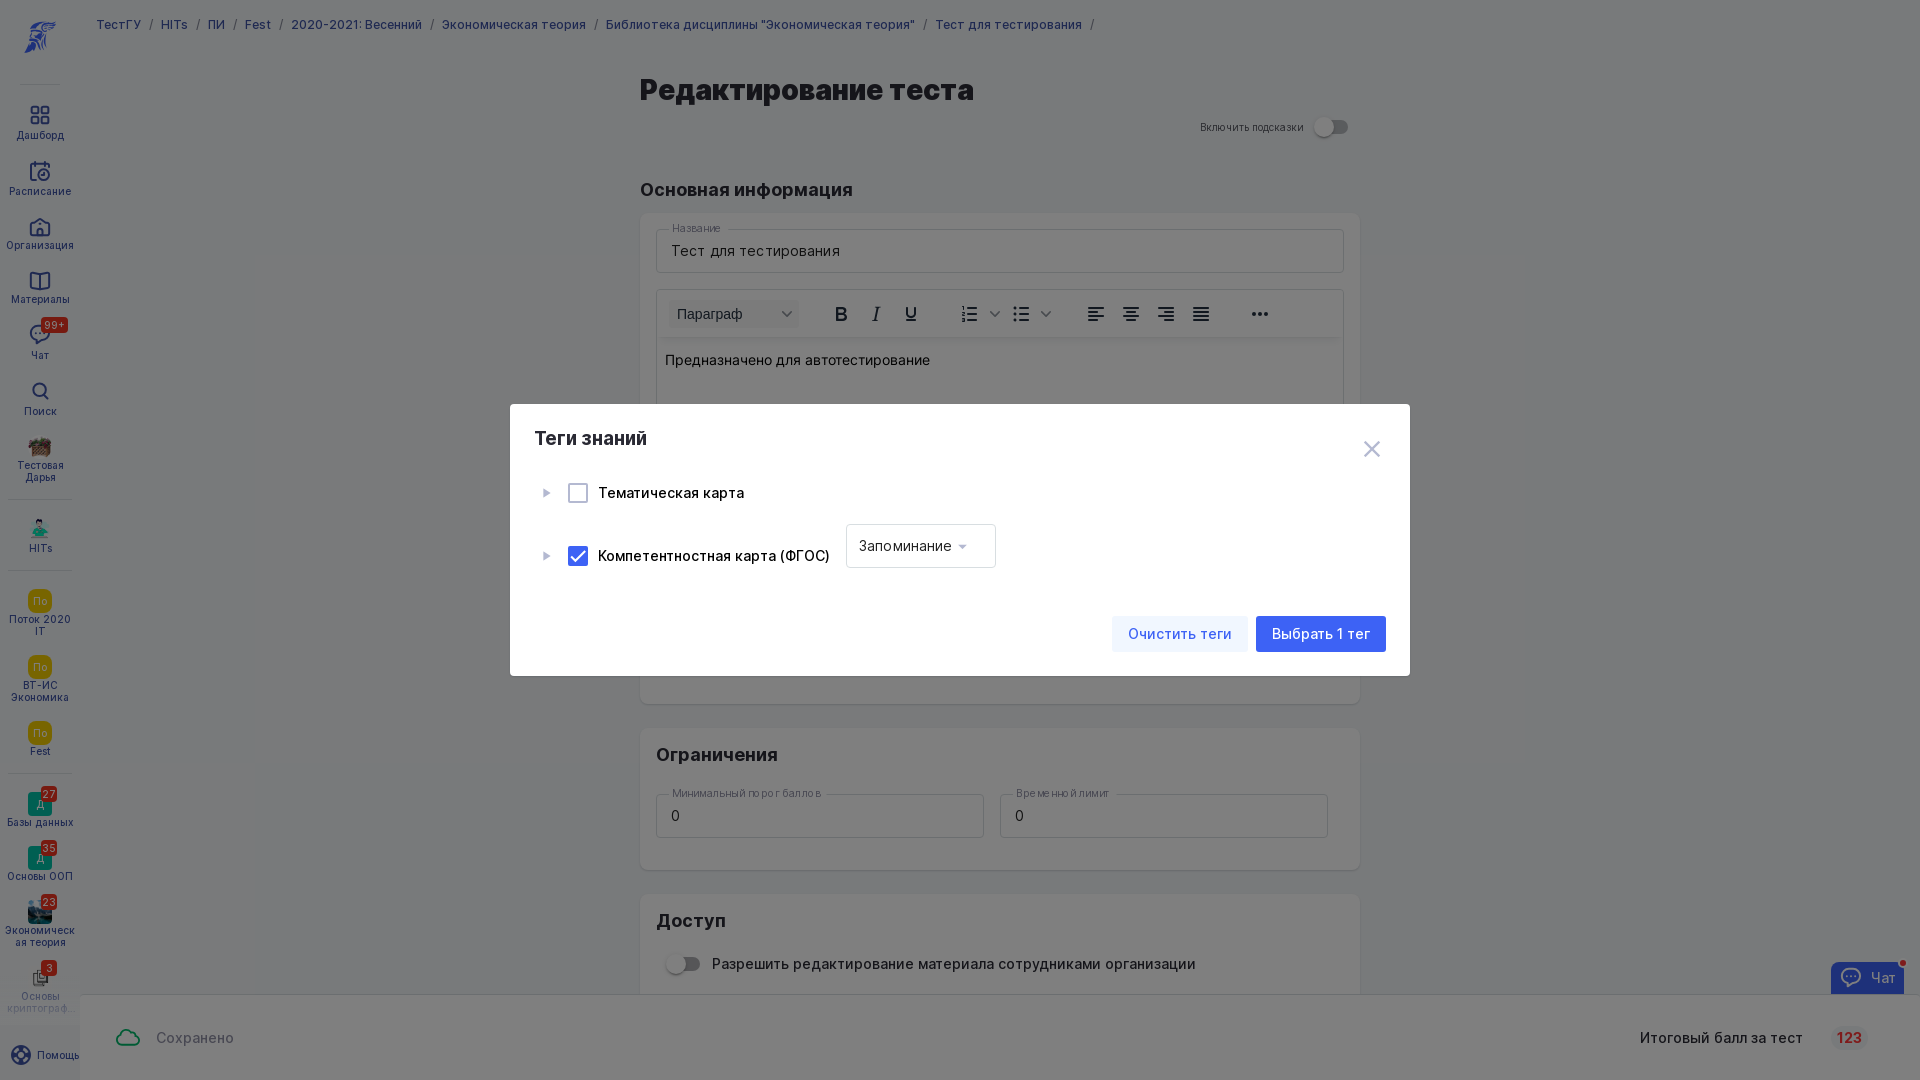 ТестГУ / HITs / ПИ / Fest / 2020-2021: Весенний / Экономическая теория / Библиотека дисциплины "Экономическая теория" / Тест для тестирования /
Дашборд
Расписание
Организация
Материалы
99+
Чат
Поиск
Тестовая
Дарья
HITs
По
Поток 2020
IT
По
ВТ-ИС
Экономика
По
Fest
27
Д
Базы данных
35
Д
Основы ООП
23
Экономическ
ая теория
3
Основы
криптограф...
Помощь
Редактирование теста
Включить подсказки
Основная информация
Название
Тест для тестирования
Параграф
Предназначено для автотестирование
Теги знаний
Тематическая карта
Компетентностная карта (ФГОС)
Запоминание
Очистить теги
Выбрать 1 тег
Ограничения
Минимальный порог баллов
0
Временной лимит
0
Доступ
Разрешить редактирование материала сотрудниками организации
Чат
Сохранено
Итоговый балл за тест
123